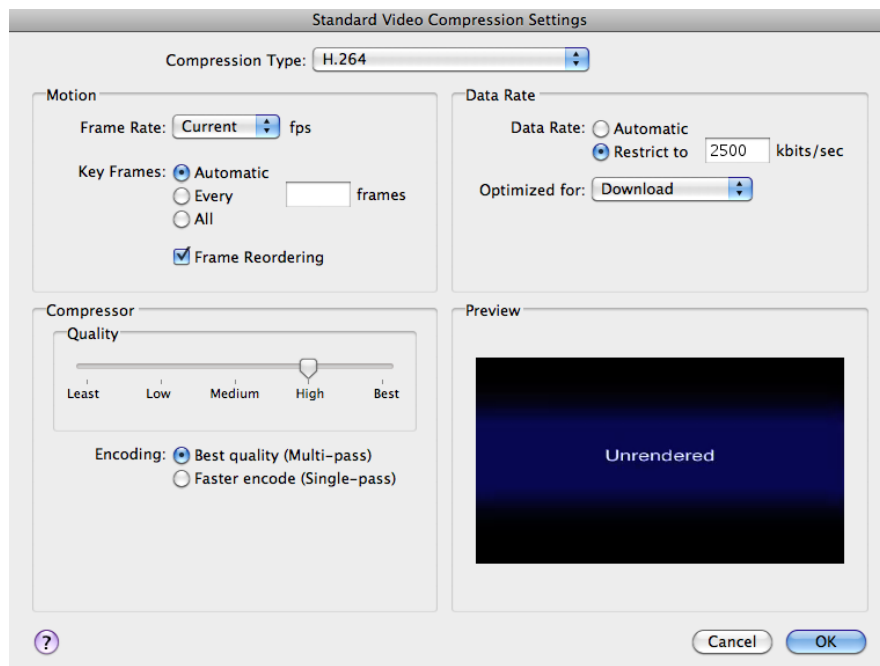 Standard Video Compression Settings
Compression Type: H.264
Motion
Frame Rate: Current fps
Key Frames: Automatic
Every frames
All
Frame Reordering
Data Rate
Data Rate: Automatic
Restrict to 2500 kbits/sec
Optimized for: Download
Compressor
Quality
Least Low Medium High Best
Encoding: Best quality (Multi-pass)
Faster encode (Single-pass)
Preview
Unrendered
?
Cancel OK